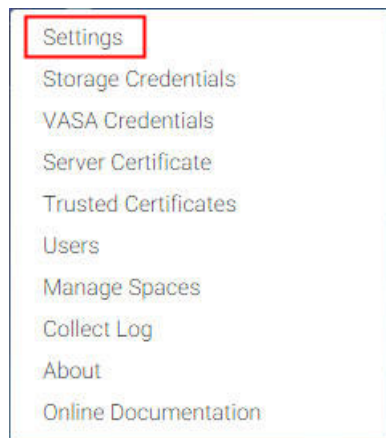 Settings
Storage Credentials
VASA Credentials
Server Certificate
Trusted Certificates
Users
Manage Spaces
Collect Log
About
Online Documentation